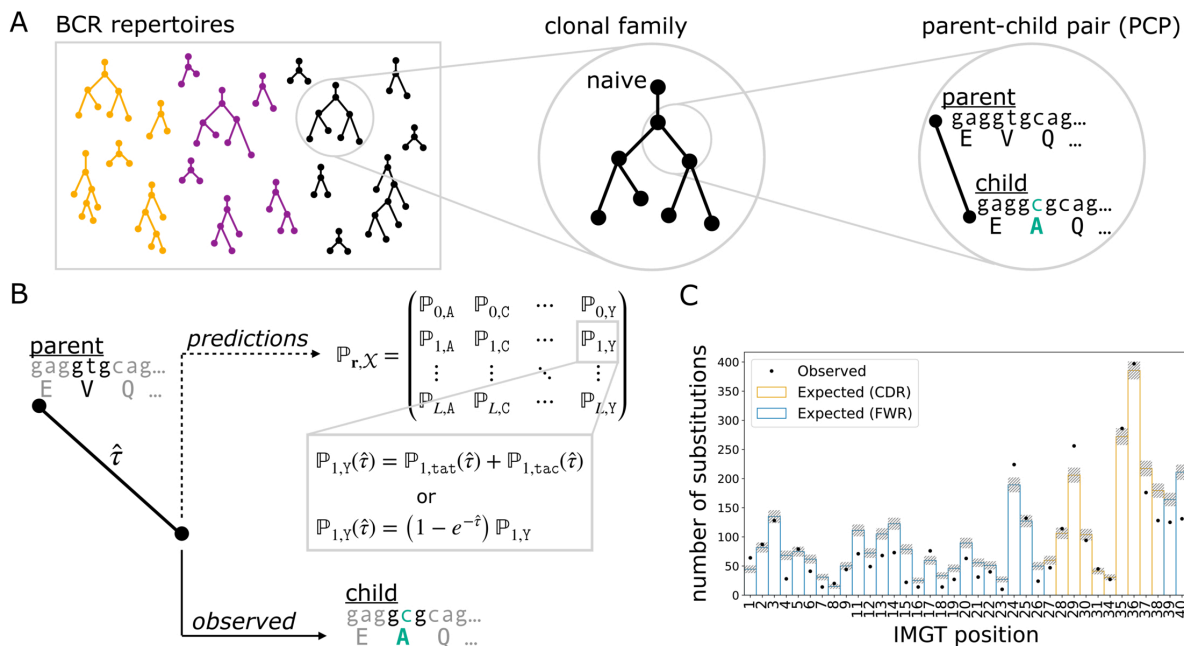 A
BCR repertoires
clonal family
parent-child pair (PCP)
naive
parent
gaggtgcag...
E V Q ...
child
gaggcgcag...
E A Q ...
B
parent
gaggtgcag...
E V Q ...
predictions
ℙr,𝒳 =
ℙ0,A ℙ0,C ⋯ ℙ0,Y
ℙ1,A ℙ1,C ⋯ ℙ1,Y
⋮ ⋮ ⋱ ⋮
ℙL,A ℙL,C ⋯ ℙL,Y
τ̂
ℙ1,Y(τ̂) = ℙ1,tat(τ̂) + ℙ1,tac(τ̂)
or
ℙ1,Y(τ̂) = (1 − e^−τ̂) ℙ1,Y
observed
child
gaggcgcag...
E A Q ...
C
number of substitutions
400
350
300
250
200
150
100
50
0
Observed
Expected (CDR)
Expected (FWR)
1 2 3 4 5 6 7 8 9 11 12 13 14 15 16 17 18 19 20 21 22 23 24 25 26 27 28 29 30 31 34 35 36 37 38 39 40
IMGT position